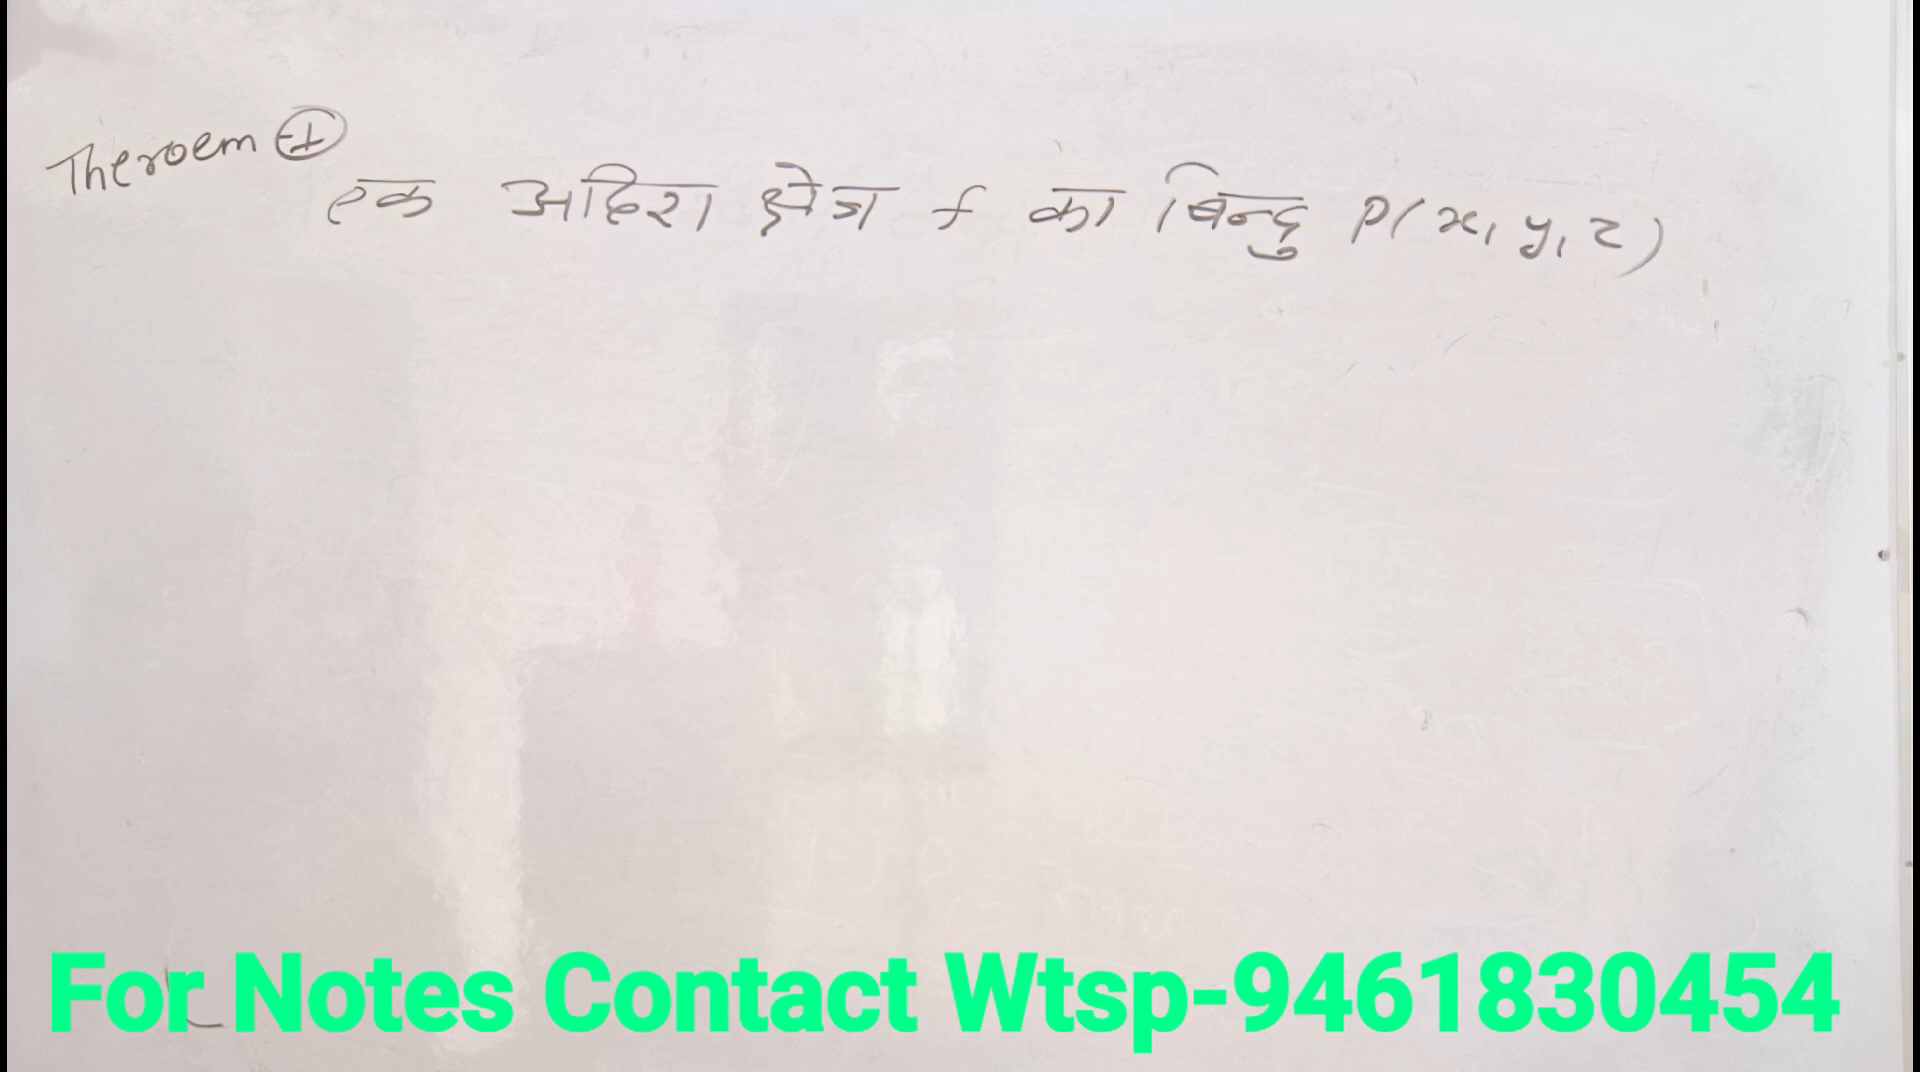 Theroem ①
एक अदिश क्षेत्र f का बिन्दु P(x, y, z)
For Notes Contact Wtsp-9461830454